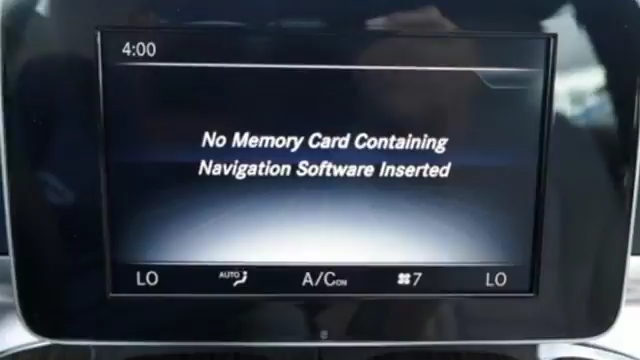 4:00
No Memory Card Containing
Navigation Software Inserted
LO AUTO A/C ON 7 LO